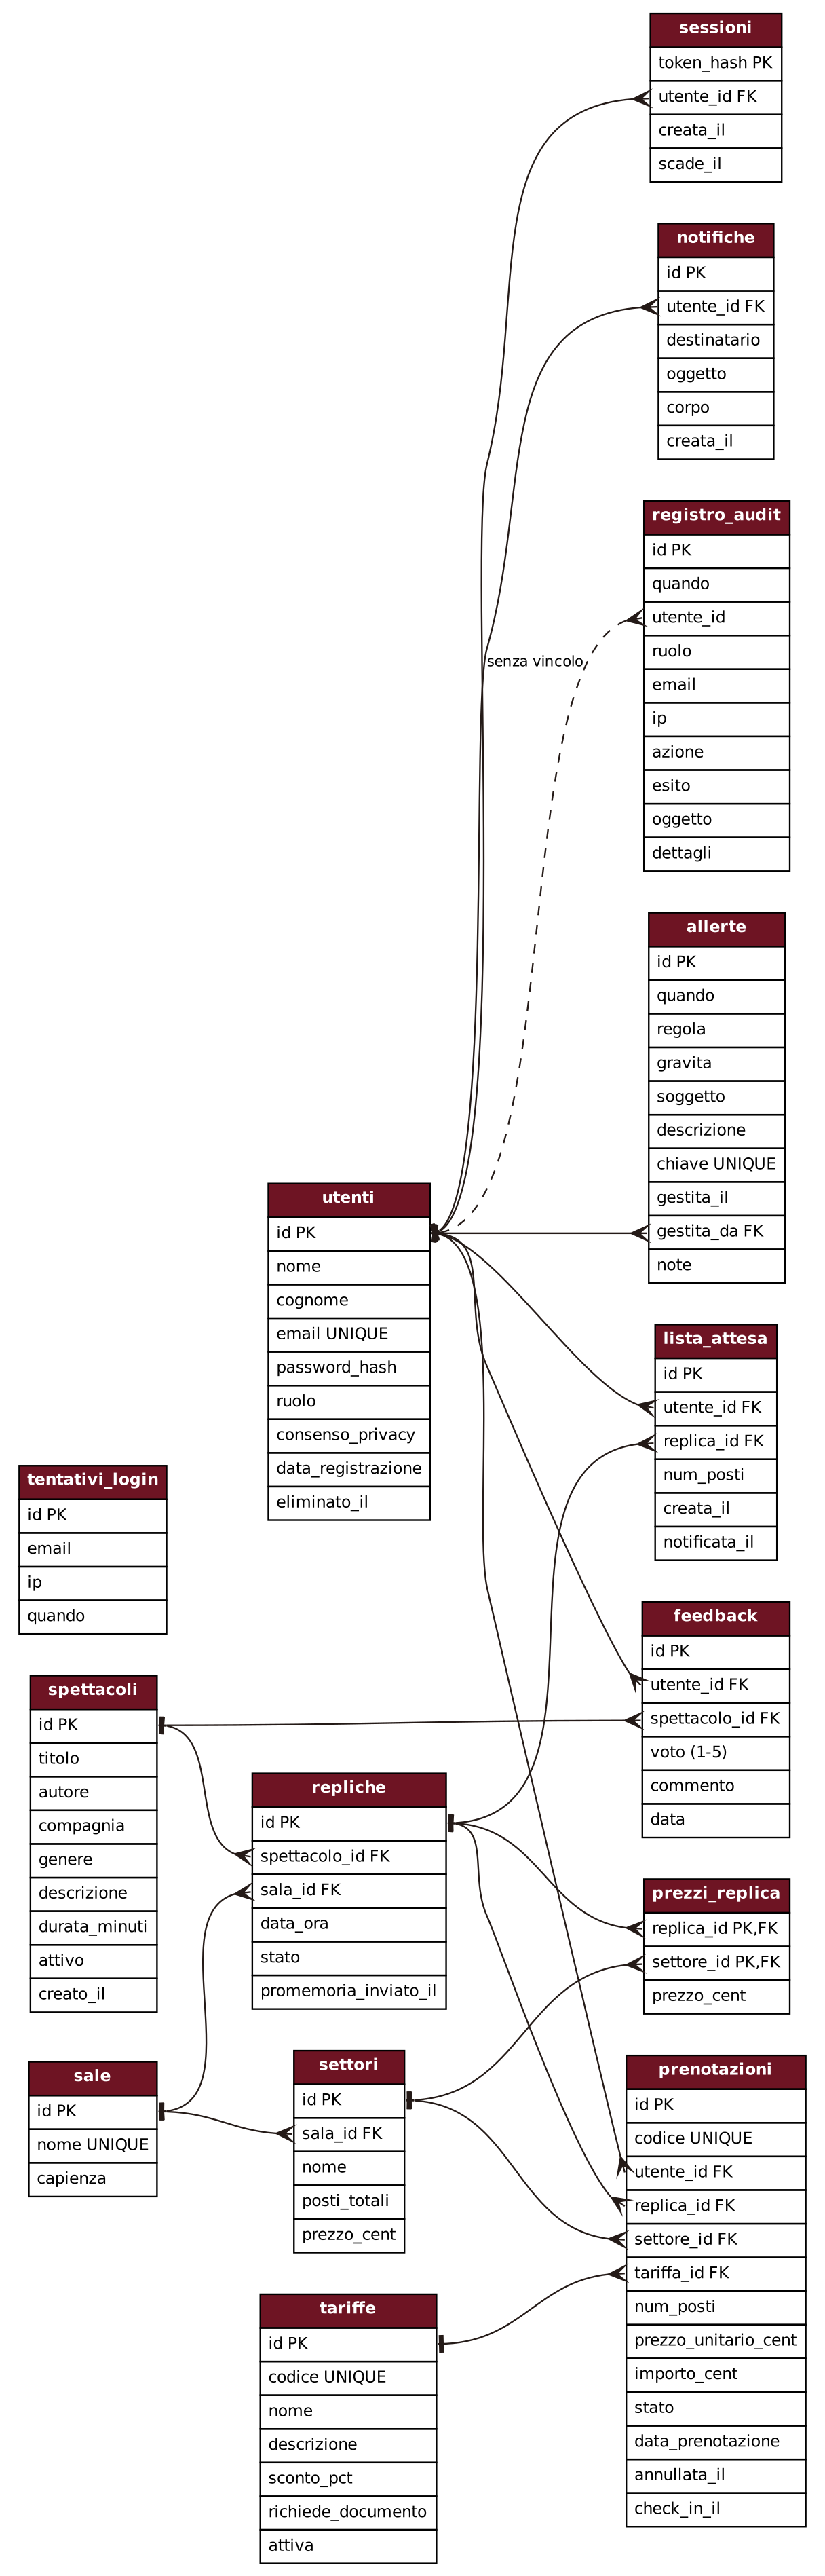 sessioni
token_hash PK
utente_id FK
creata_il
scade_il
notifiche
id PK
utente_id FK
destinatario
oggetto
corpo
creata_il
registro_audit
id PK
quando
utente_id
ruolo
email
ip
azione
esito
oggetto
dettagli
senza vincolo
allerte
id PK
quando
regola
gravita
soggetto
descrizione
chiave UNIQUE
gestita_il
gestita_da FK
note
utenti
id PK
nome
cognome
email UNIQUE
password_hash
ruolo
consenso_privacy
data_registrazione
eliminato_il
lista_attesa
id PK
utente_id FK
replica_id FK
num_posti
creata_il
notificata_il
tentativi_login
id PK
email
ip
quando
feedback
id PK
utente_id FK
spettacolo_id FK
voto (1-5)
commento
data
spettacoli
id PK
titolo
autore
compagnia
genere
descrizione
durata_minuti
attivo
creato_il
repliche
id PK
spettacolo_id FK
sala_id FK
data_ora
stato
promemoria_inviato_il
prezzi_replica
replica_id PK,FK
settore_id PK,FK
prezzo_cent
sale
id PK
nome UNIQUE
capienza
settori
id PK
sala_id FK
nome
posti_totali
prezzo_cent
prenotazioni
id PK
codice UNIQUE
utente_id FK
replica_id FK
settore_id FK
tariffa_id FK
num_posti
prezzo_unitario_cent
importo_cent
stato
data_prenotazione
annullata_il
check_in_il
tariffe
id PK
codice UNIQUE
nome
descrizione
sconto_pct
richiede_documento
attiva